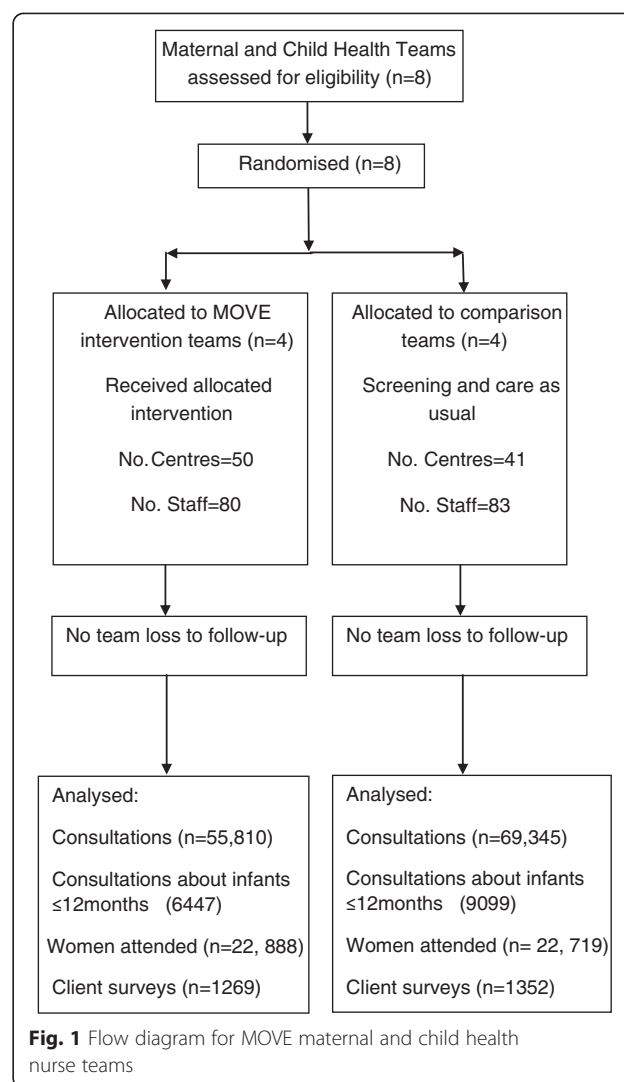 Maternal and Child Health Teams
assessed for eligibility (n=8)
Randomised (n=8)
Allocated to MOVE
intervention teams (n=4)
Received allocated
intervention
No.Centres=50
No. Staff=80
Allocated to comparison
teams (n=4)
Screening and care as
usual
No. Centres=41
No. Staff=83
No team loss to follow-up
No team loss to follow-up
Analysed:
Consultations (n=55,810)
Consultations about infants
≤12months (6447)
Women attended (n=22, 888)
Client surveys (n=1269)
Analysed:
Consultations (n=69,345)
Consultations about infants
≤12months (9099)
Women attended (n= 22, 719)
Client surveys (n=1352)
Fig. 1 Flow diagram for MOVE maternal and child health
nurse teams